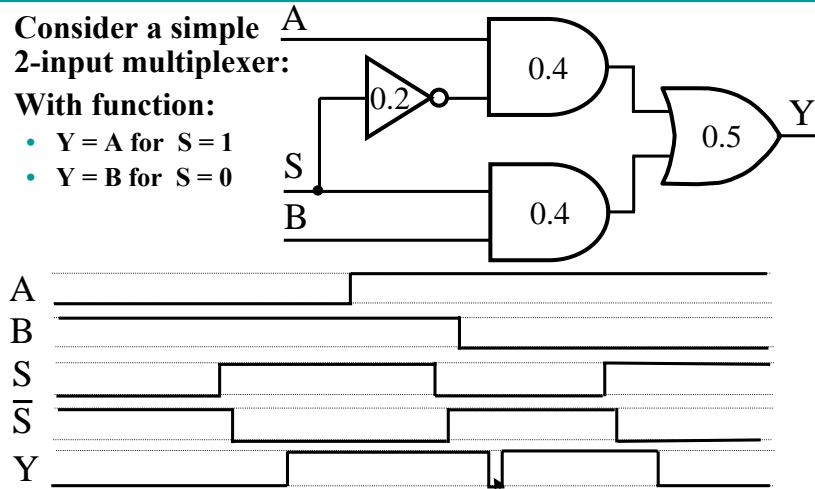 Consider a simple
2-input multiplexer:
With function:
• Y = A for S = 1
• Y = B for S = 0
A
0.2
0.4
S
B
0.4
0.5
Y
A
B
S
S̅
Y